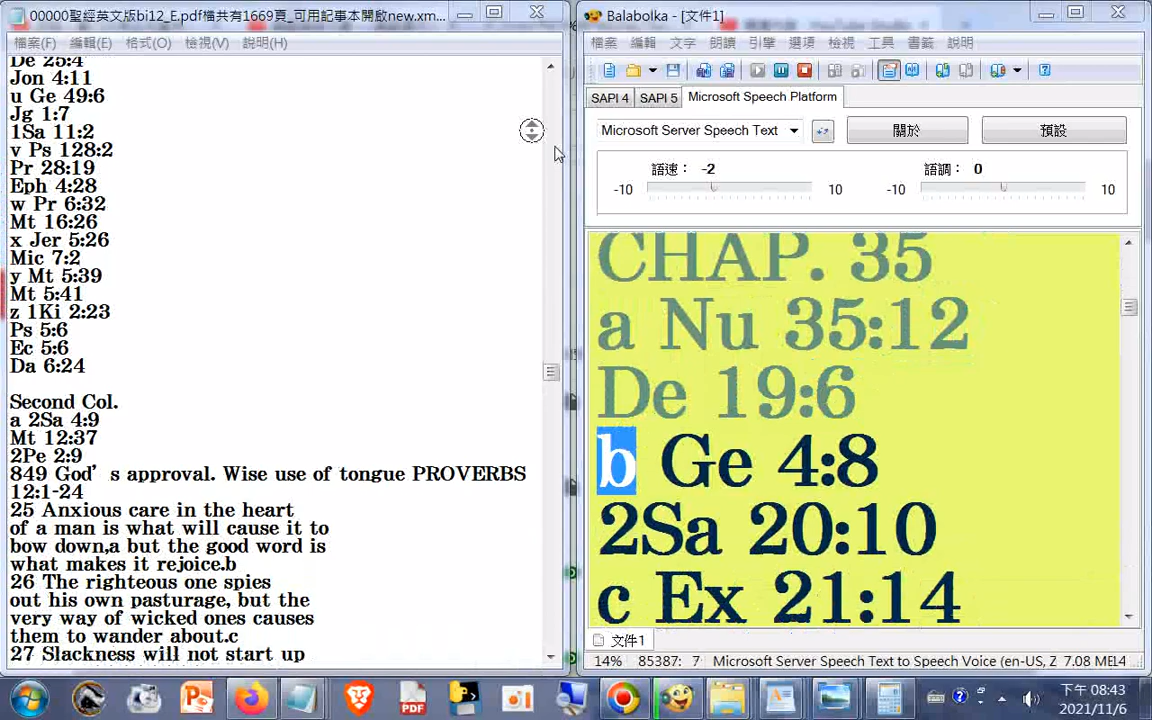 00000聖經英文版bi12_E.pdf檔共有1669頁_可用記事本開啟new.xm...
檔案(F) 編輯(E) 格式(O) 檢視(V) 說明(H)
De 25:4
Jon 4:11
u Ge 49:6
Jg 1:7
1Sa 11:2
v Ps 128:2
Pr 28:19
Eph 4:28
w Pr 6:32
Mt 16:26
x Jer 5:26
Mic 7:2
y Mt 5:39
Mt 5:41
z 1Ki 2:23
Ps 5:6
Ec 5:6
Da 6:24
Second Col.
a 2Sa 4:9
Mt 12:37
2Pe 2:9
849 God’s approval. Wise use of tongue PROVERBS
12:1-24
25 Anxious care in the heart
of a man is what will cause it to
bow down,a but the good word is
what makes it rejoice.b
26 The righteous one spies
out his own pasturage, but the
very way of wicked ones causes
them to wander about.c
27 Slackness will not start up
Balabolka - [文件1]
檔案 編輯 文字 朗讀 引擎 選項 檢視 工具 書籤 說明
SAPI 4 SAPI 5 Microsoft Speech Platform
Microsoft Server Speech Text 關於 預設
語速： -2 語調： 0
-10 10 -10 10
CHAP. 35
a Nu 35:12
De 19:6
b Ge 4:8
2Sa 20:10
c Ex 21:14
文件1
14% 85387: 7 Microsoft Server Speech Text to Speech Voice (en-US, Z 7.08 ME14
下午 08:43
2021/11/6